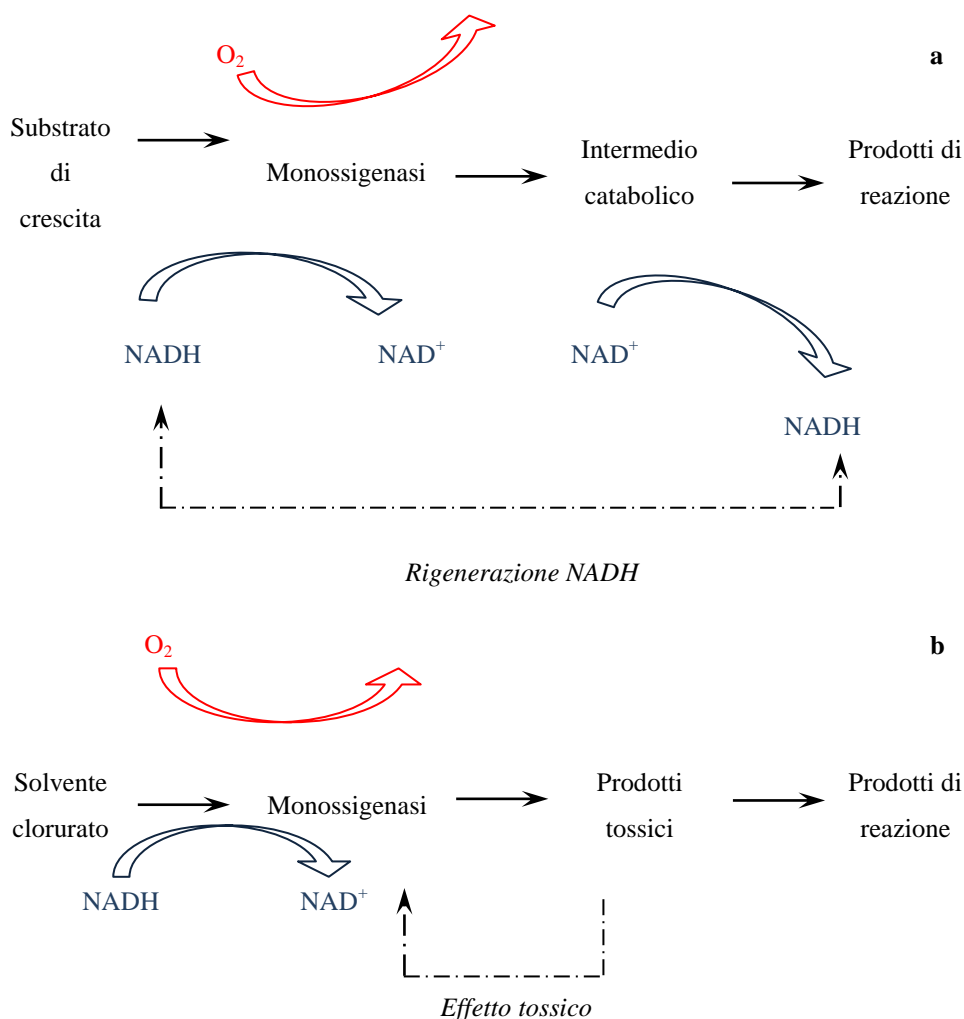 O₂
a
Substrato
di
crescita
Monossigenasi
Intermedio
catabolico
Prodotti di
reazione
NADH
NAD⁺
NAD⁺
NADH
Rigenerazione NADH
O₂
b
Solvente
clorurato
Monossigenasi
Prodotti
tossici
Prodotti di
reazione
NADH
NAD⁺
Effetto tossico